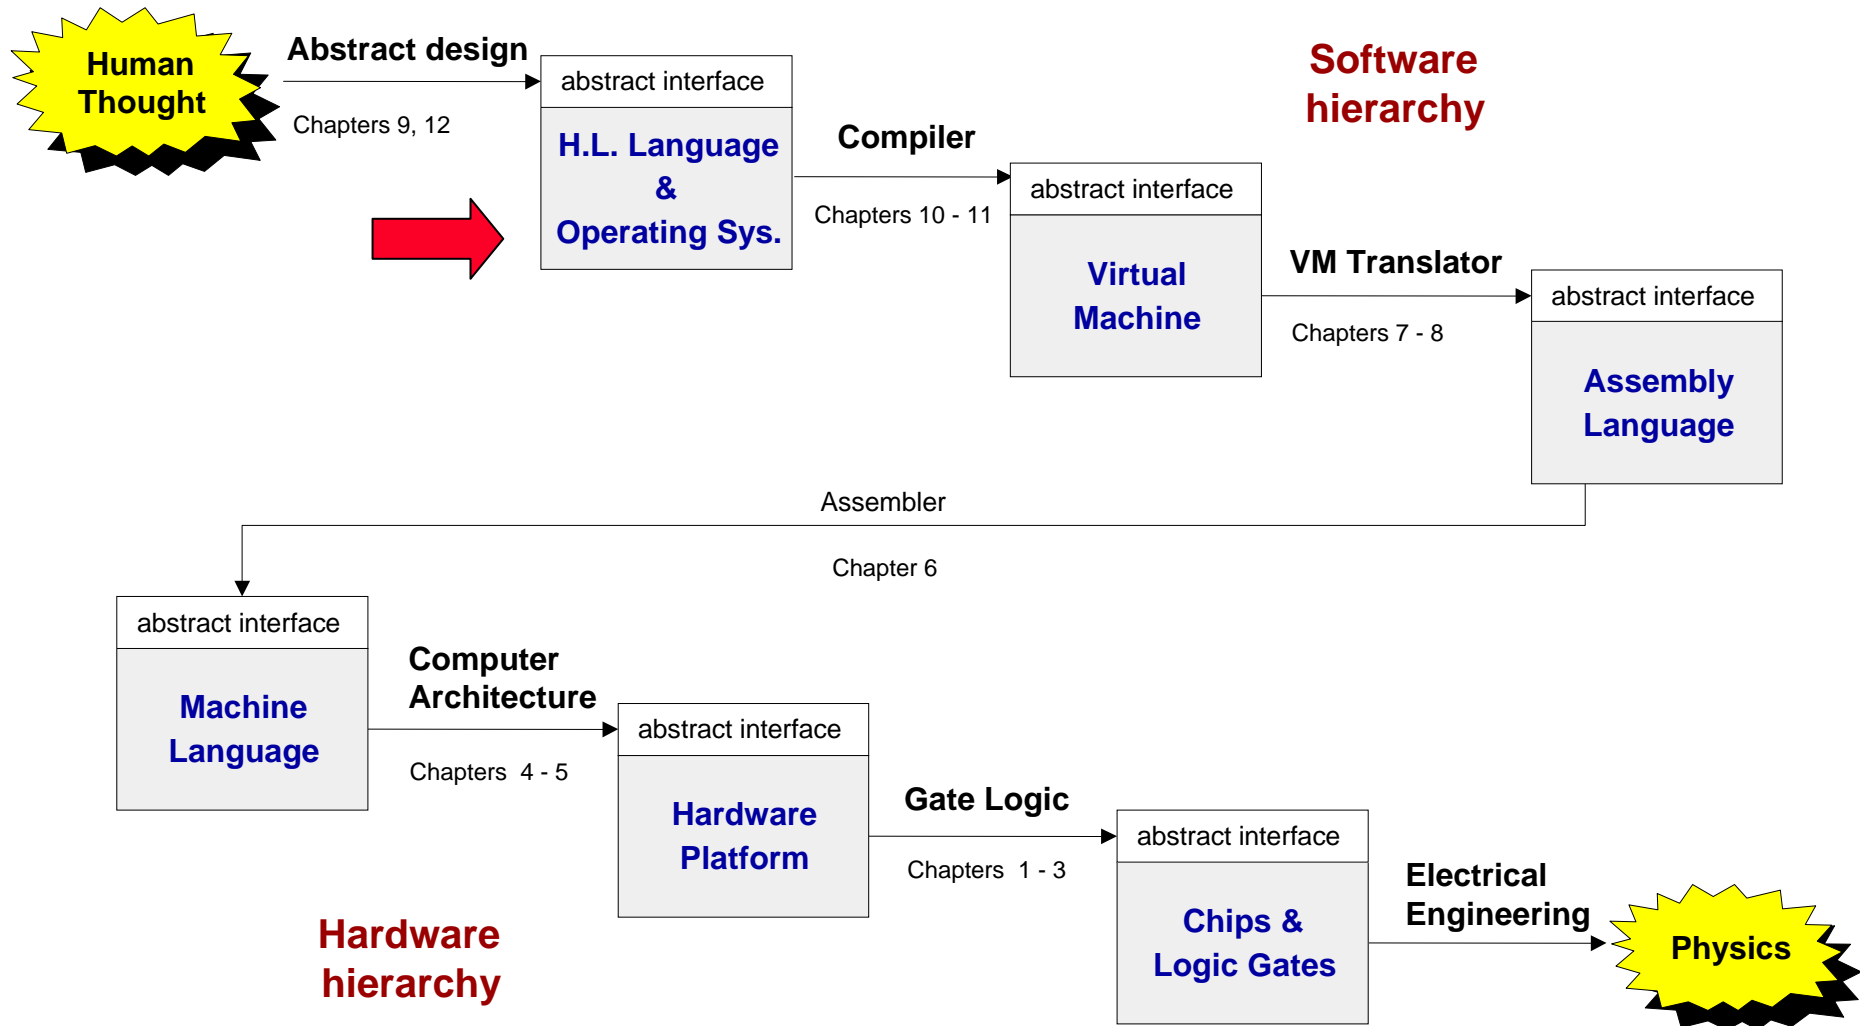 Human
Thought
Abstract design
Chapters 9, 12
abstract interface
H.L. Language
&
Operating Sys.
Software
hierarchy
Compiler
Chapters 10 - 11
abstract interface
Virtual
Machine
VM Translator
Chapters 7 - 8
abstract interface
Assembly
Language
Assembler
Chapter 6
abstract interface
Machine
Language
Computer
Architecture
Chapters 4 - 5
abstract interface
Hardware
Platform
Gate Logic
Chapters 1 - 3
abstract interface
Chips &
Logic Gates
Electrical
Engineering
Physics
Hardware
hierarchy